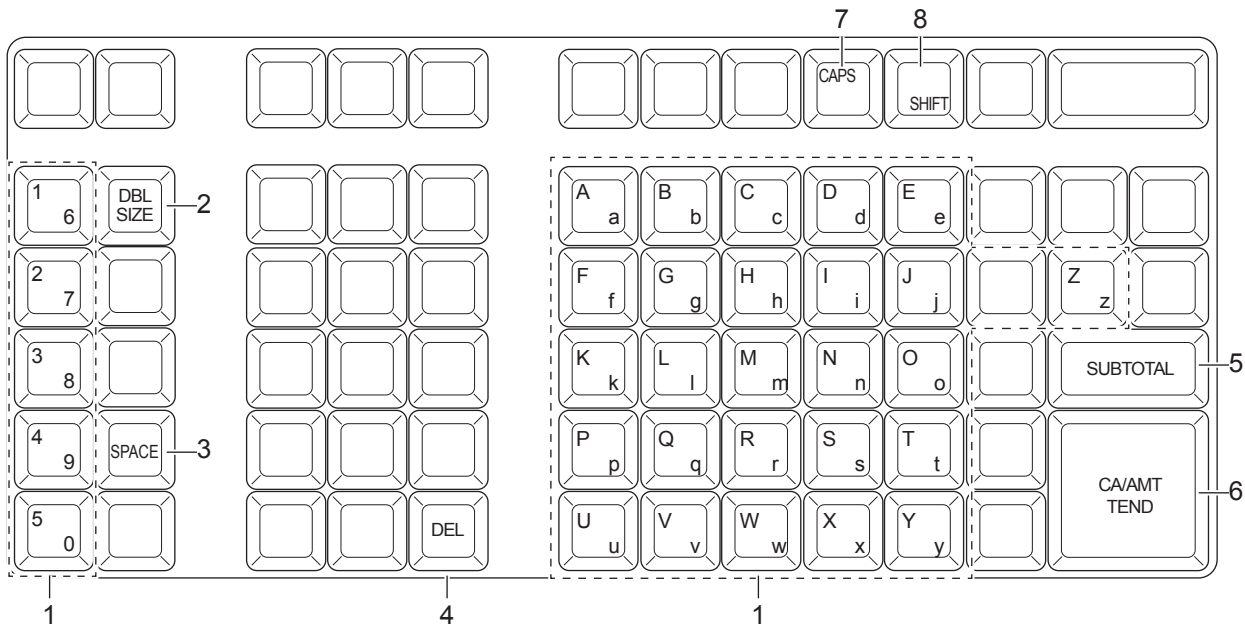 7 8
CAPS
SHIFT
1 6
DBL
SIZE
2
A a B b C c D d E e
2 7
F f G g H h I i J j Z z
3 8
K k L l M m N n O o
SUBTOTAL
5
4 9
SPACE
3
P p Q q R r S s T t
CA/AMT
TEND
6
5 0
DEL
U u V v W w X x Y y
1 4 1